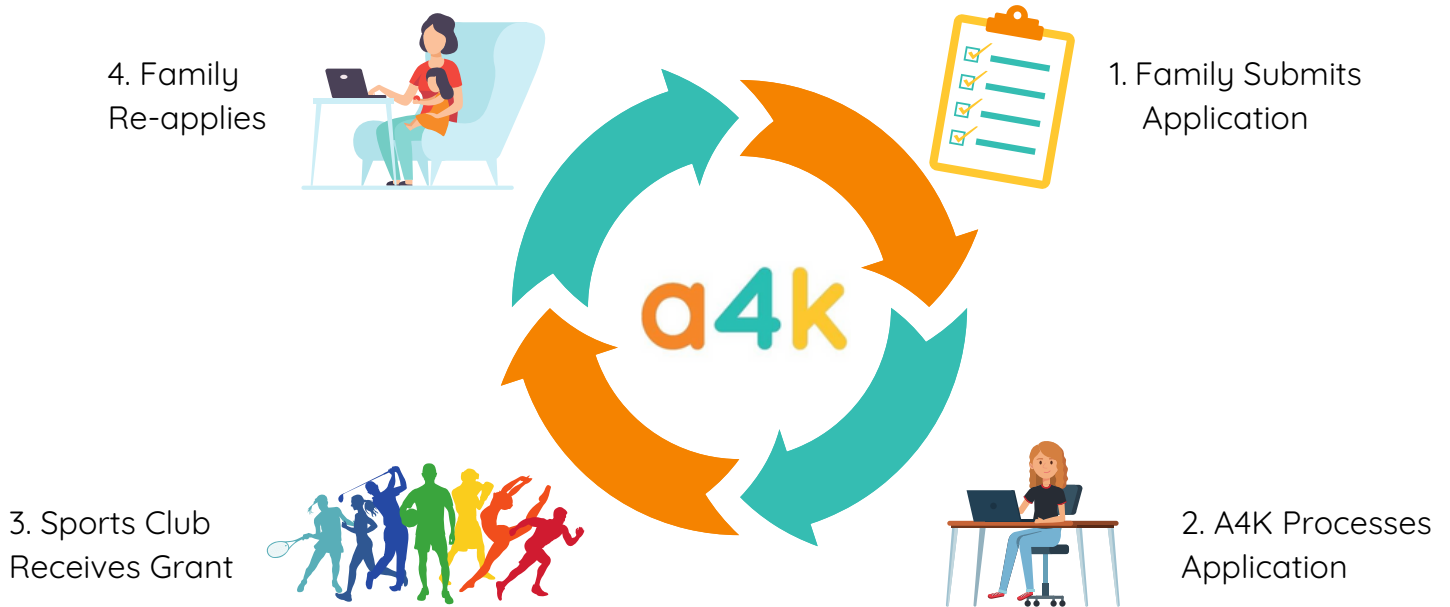 1. Family Submits
Application
2. A4K Processes
Application
3. Sports Club
Receives Grant
4. Family
Re-applies
a4k